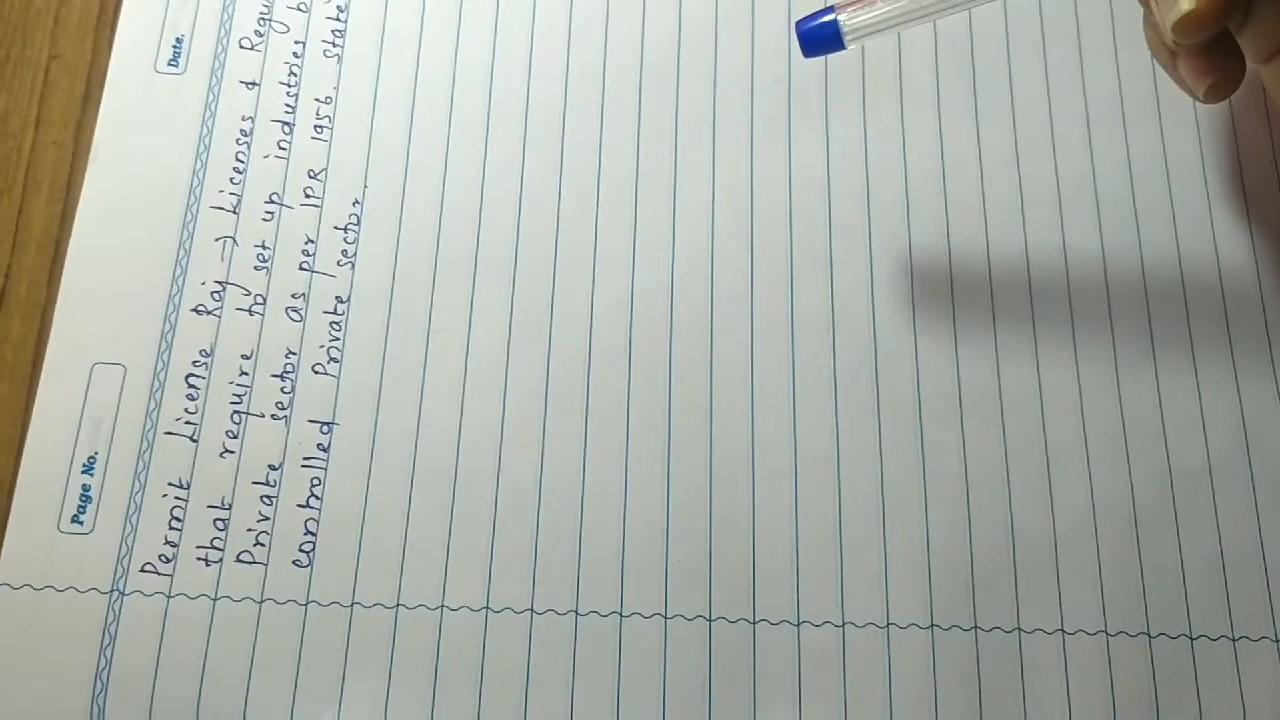 Page No.
Date.
Permit License Raj → Licenses & Requ
that require to set up industries b
Private sector as per IPR 1956. State
controlled Private sector.